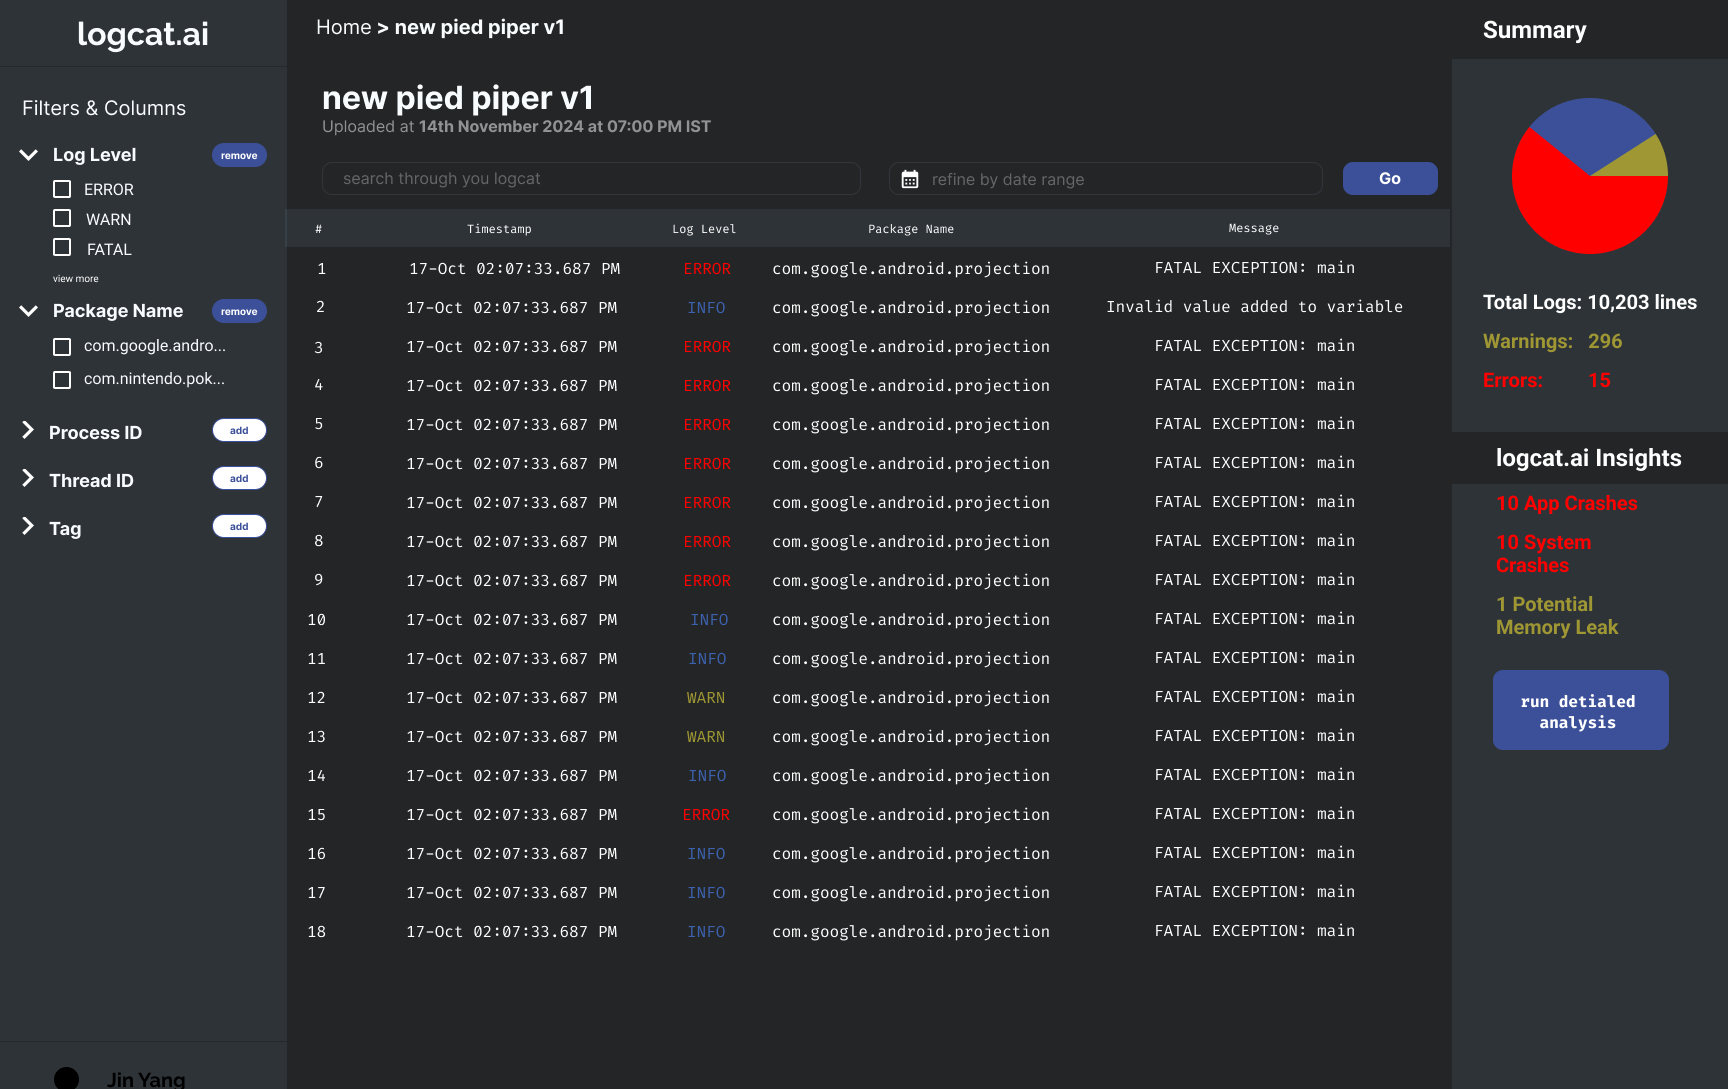 logcat.ai
Filters & Columns
Log Level
remove
ERROR
WARN
FATAL
view more
Package Name
remove
com.google.andro...
com.nintendo.pok...
Process ID
add
Thread ID
add
Tag
add
Jin Yang
Home > new pied piper v1
new pied piper v1
Uploaded at 14th November 2024 at 07:00 PM IST
search through you logcat
refine by date range
Go
# Timestamp Log Level Package Name Message
1 17-Oct 02:07:33.687 PM ERROR com.google.android.projection FATAL EXCEPTION: main
2 17-Oct 02:07:33.687 PM INFO com.google.android.projection Invalid value added to variable
3 17-Oct 02:07:33.687 PM ERROR com.google.android.projection FATAL EXCEPTION: main
4 17-Oct 02:07:33.687 PM ERROR com.google.android.projection FATAL EXCEPTION: main
5 17-Oct 02:07:33.687 PM ERROR com.google.android.projection FATAL EXCEPTION: main
6 17-Oct 02:07:33.687 PM ERROR com.google.android.projection FATAL EXCEPTION: main
7 17-Oct 02:07:33.687 PM ERROR com.google.android.projection FATAL EXCEPTION: main
8 17-Oct 02:07:33.687 PM ERROR com.google.android.projection FATAL EXCEPTION: main
9 17-Oct 02:07:33.687 PM ERROR com.google.android.projection FATAL EXCEPTION: main
10 17-Oct 02:07:33.687 PM INFO com.google.android.projection FATAL EXCEPTION: main
11 17-Oct 02:07:33.687 PM INFO com.google.android.projection FATAL EXCEPTION: main
12 17-Oct 02:07:33.687 PM WARN com.google.android.projection FATAL EXCEPTION: main
13 17-Oct 02:07:33.687 PM WARN com.google.android.projection FATAL EXCEPTION: main
14 17-Oct 02:07:33.687 PM INFO com.google.android.projection FATAL EXCEPTION: main
15 17-Oct 02:07:33.687 PM ERROR com.google.android.projection FATAL EXCEPTION: main
16 17-Oct 02:07:33.687 PM INFO com.google.android.projection FATAL EXCEPTION: main
17 17-Oct 02:07:33.687 PM INFO com.google.android.projection FATAL EXCEPTION: main
18 17-Oct 02:07:33.687 PM INFO com.google.android.projection FATAL EXCEPTION: main
Summary
Total Logs: 10,203 lines
Warnings: 296
Errors: 15
logcat.ai Insights
10 App Crashes
10 System
Crashes
1 Potential
Memory Leak
run detialed
analysis